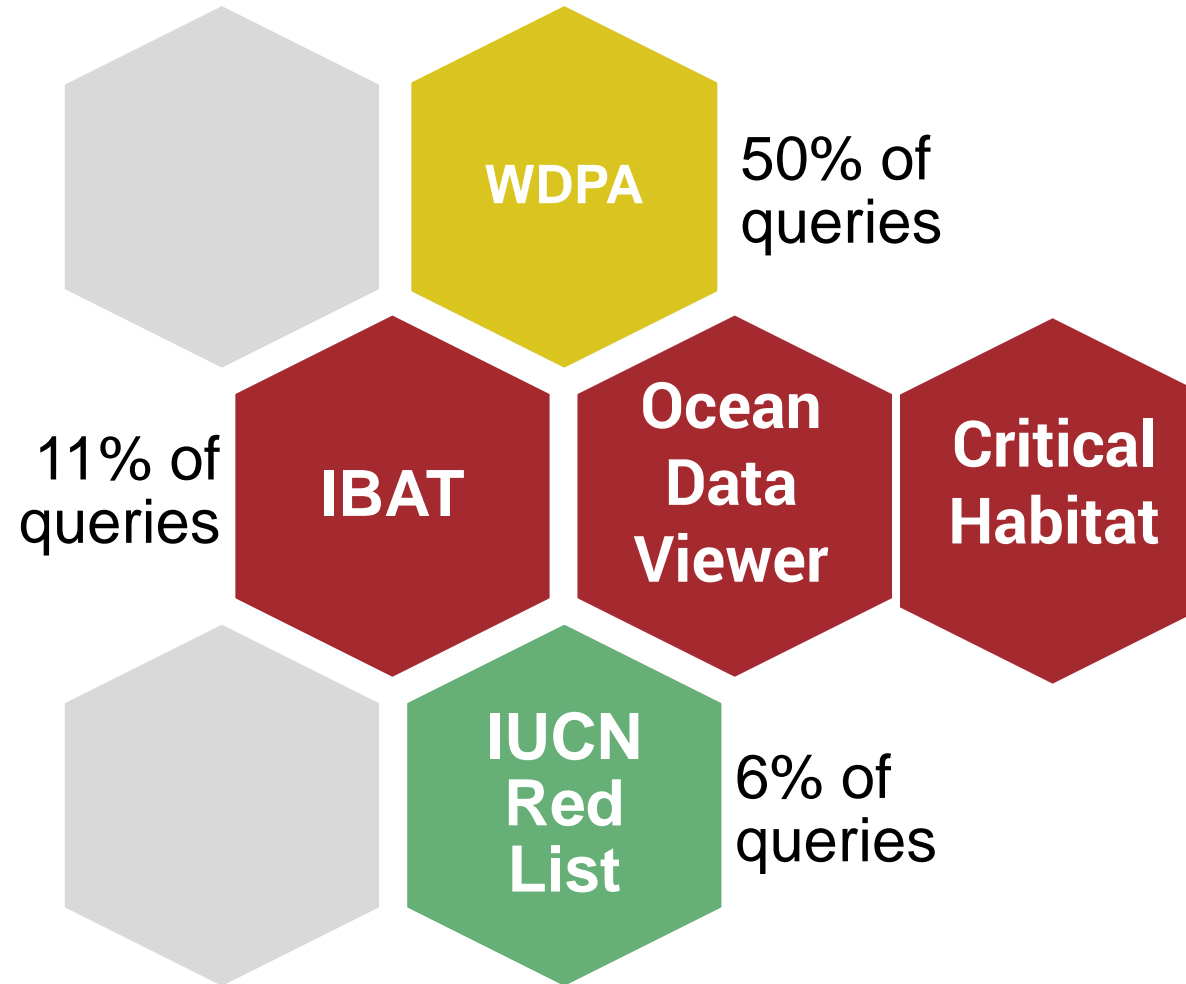 WDPA
50% of
queries
11% of
queries
IBAT
Ocean
Data
Viewer
Critical
Habitat
IUCN
Red
List
6% of
queries